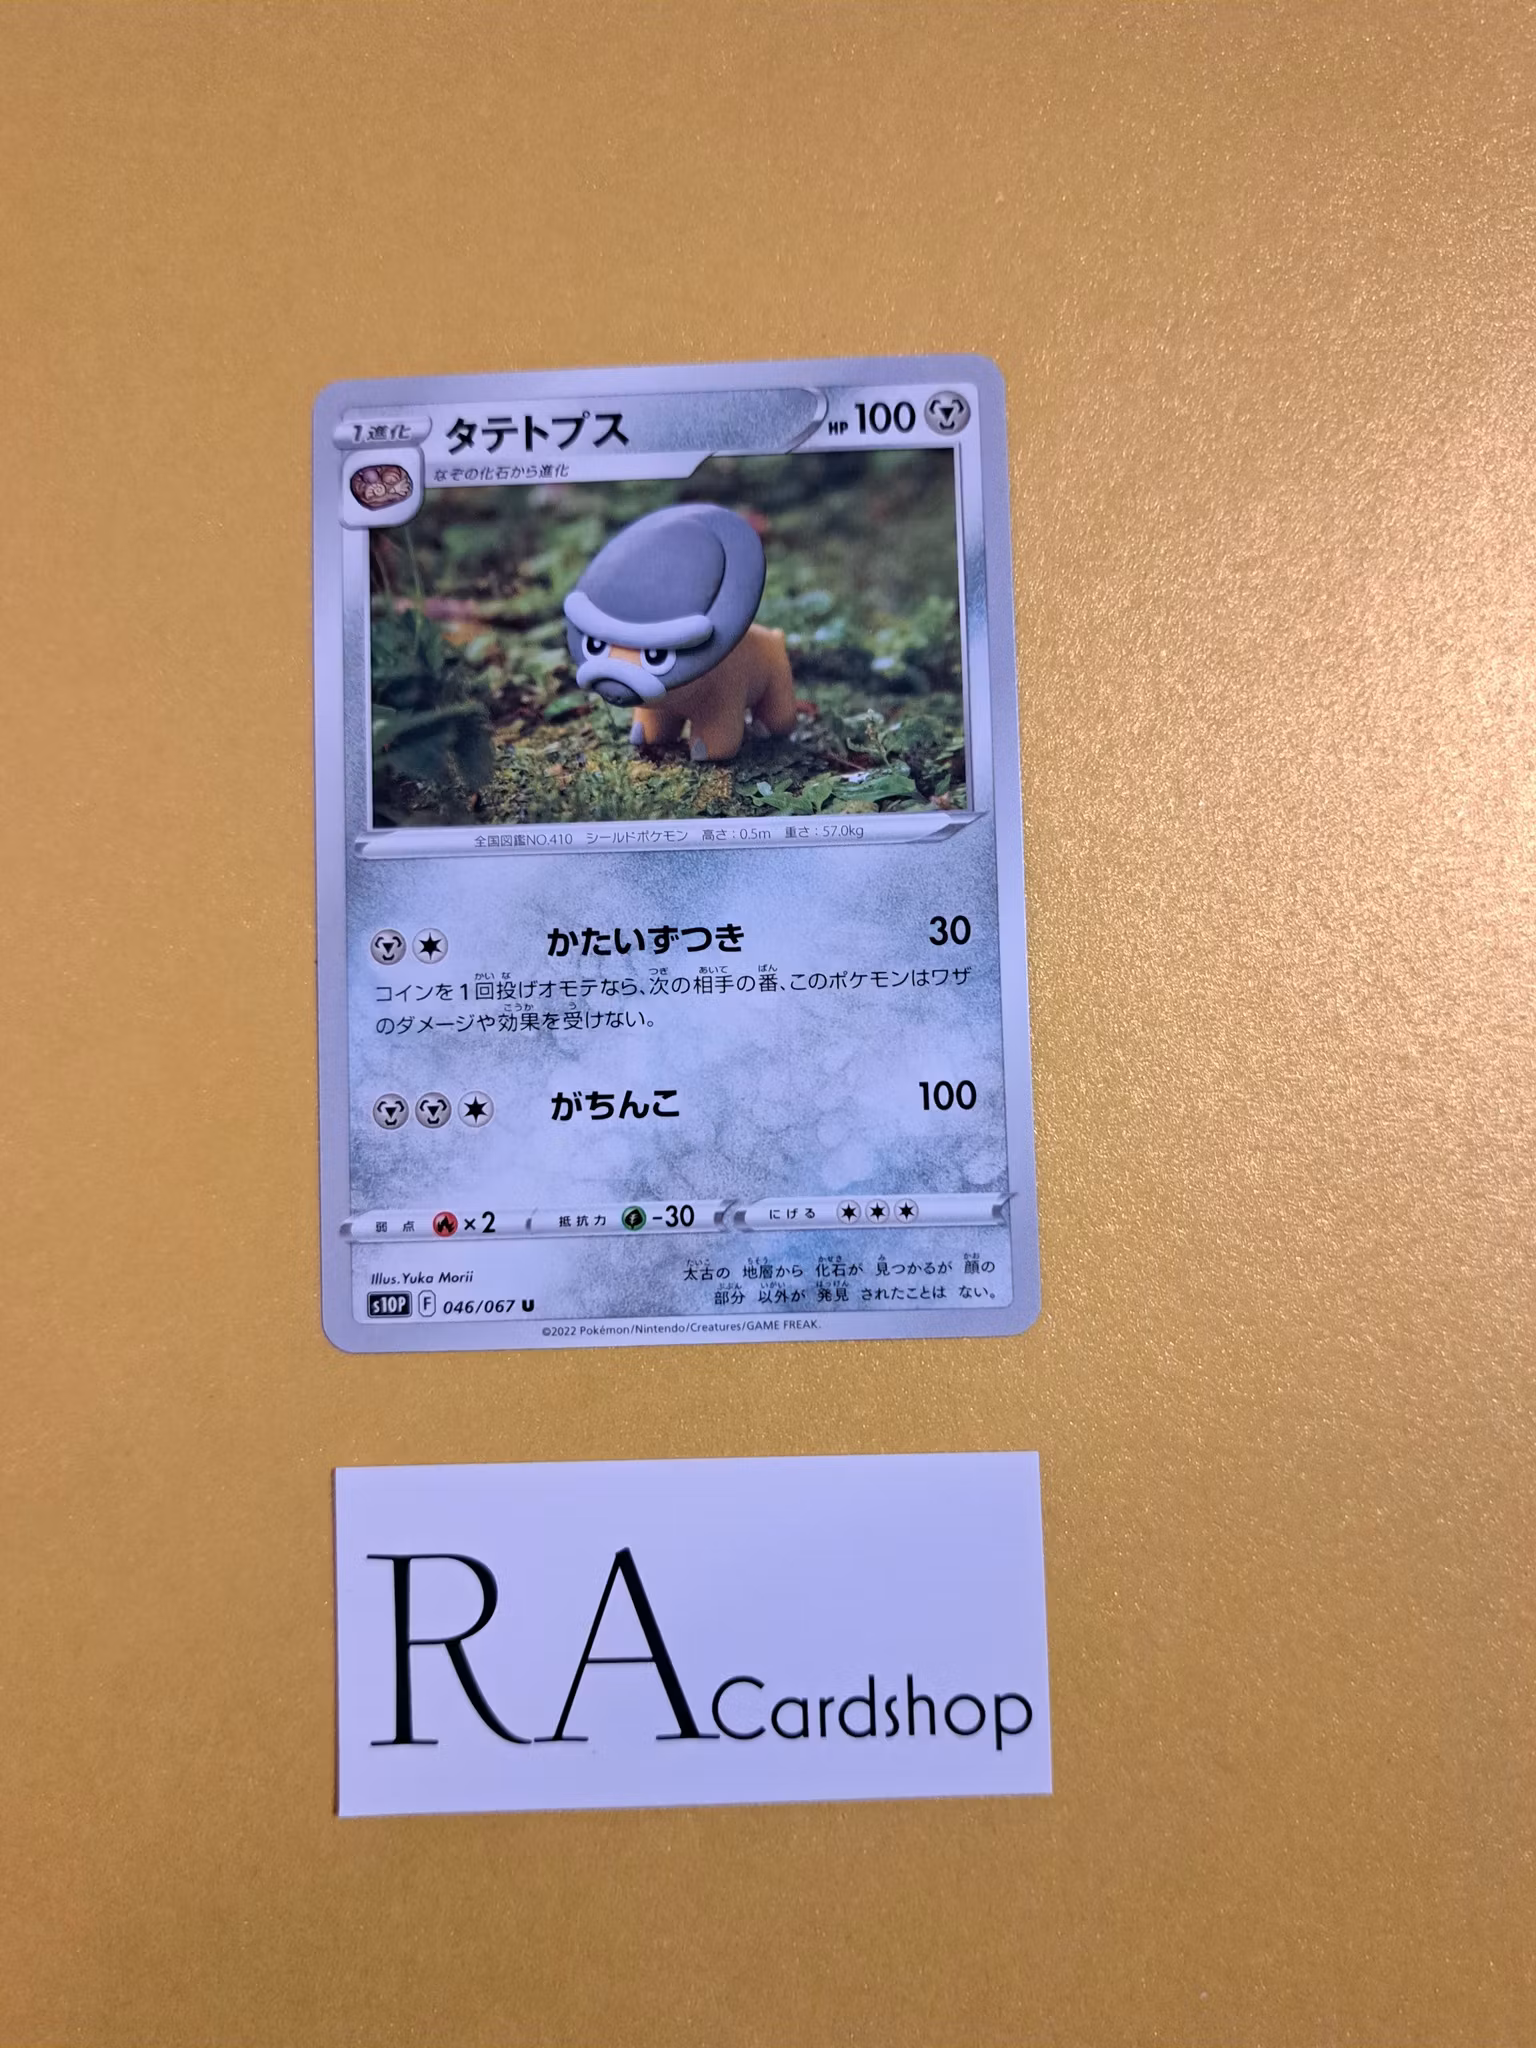 1進化
タテトプス
HP 100
なぞの化石から進化
全国図鑑NO.410 シールドポケモン 高さ:0.5m 重さ:57.0kg
かたいずつき 30
コインを1回投げオモテなら、次の相手の番、このポケモンはワザ
のダメージや効果を受けない。
がちんこ 100
弱点 ×2 抵抗力 -30 にげる
Illus. Yuka Morii
s10P F 046/067 U
太古の 地層から 化石が 見つかるが 顔の
部分 以外が 発見 されたことは ない。
©2022 Pokémon/Nintendo/Creatures/GAME FREAK.
RA Cardshop